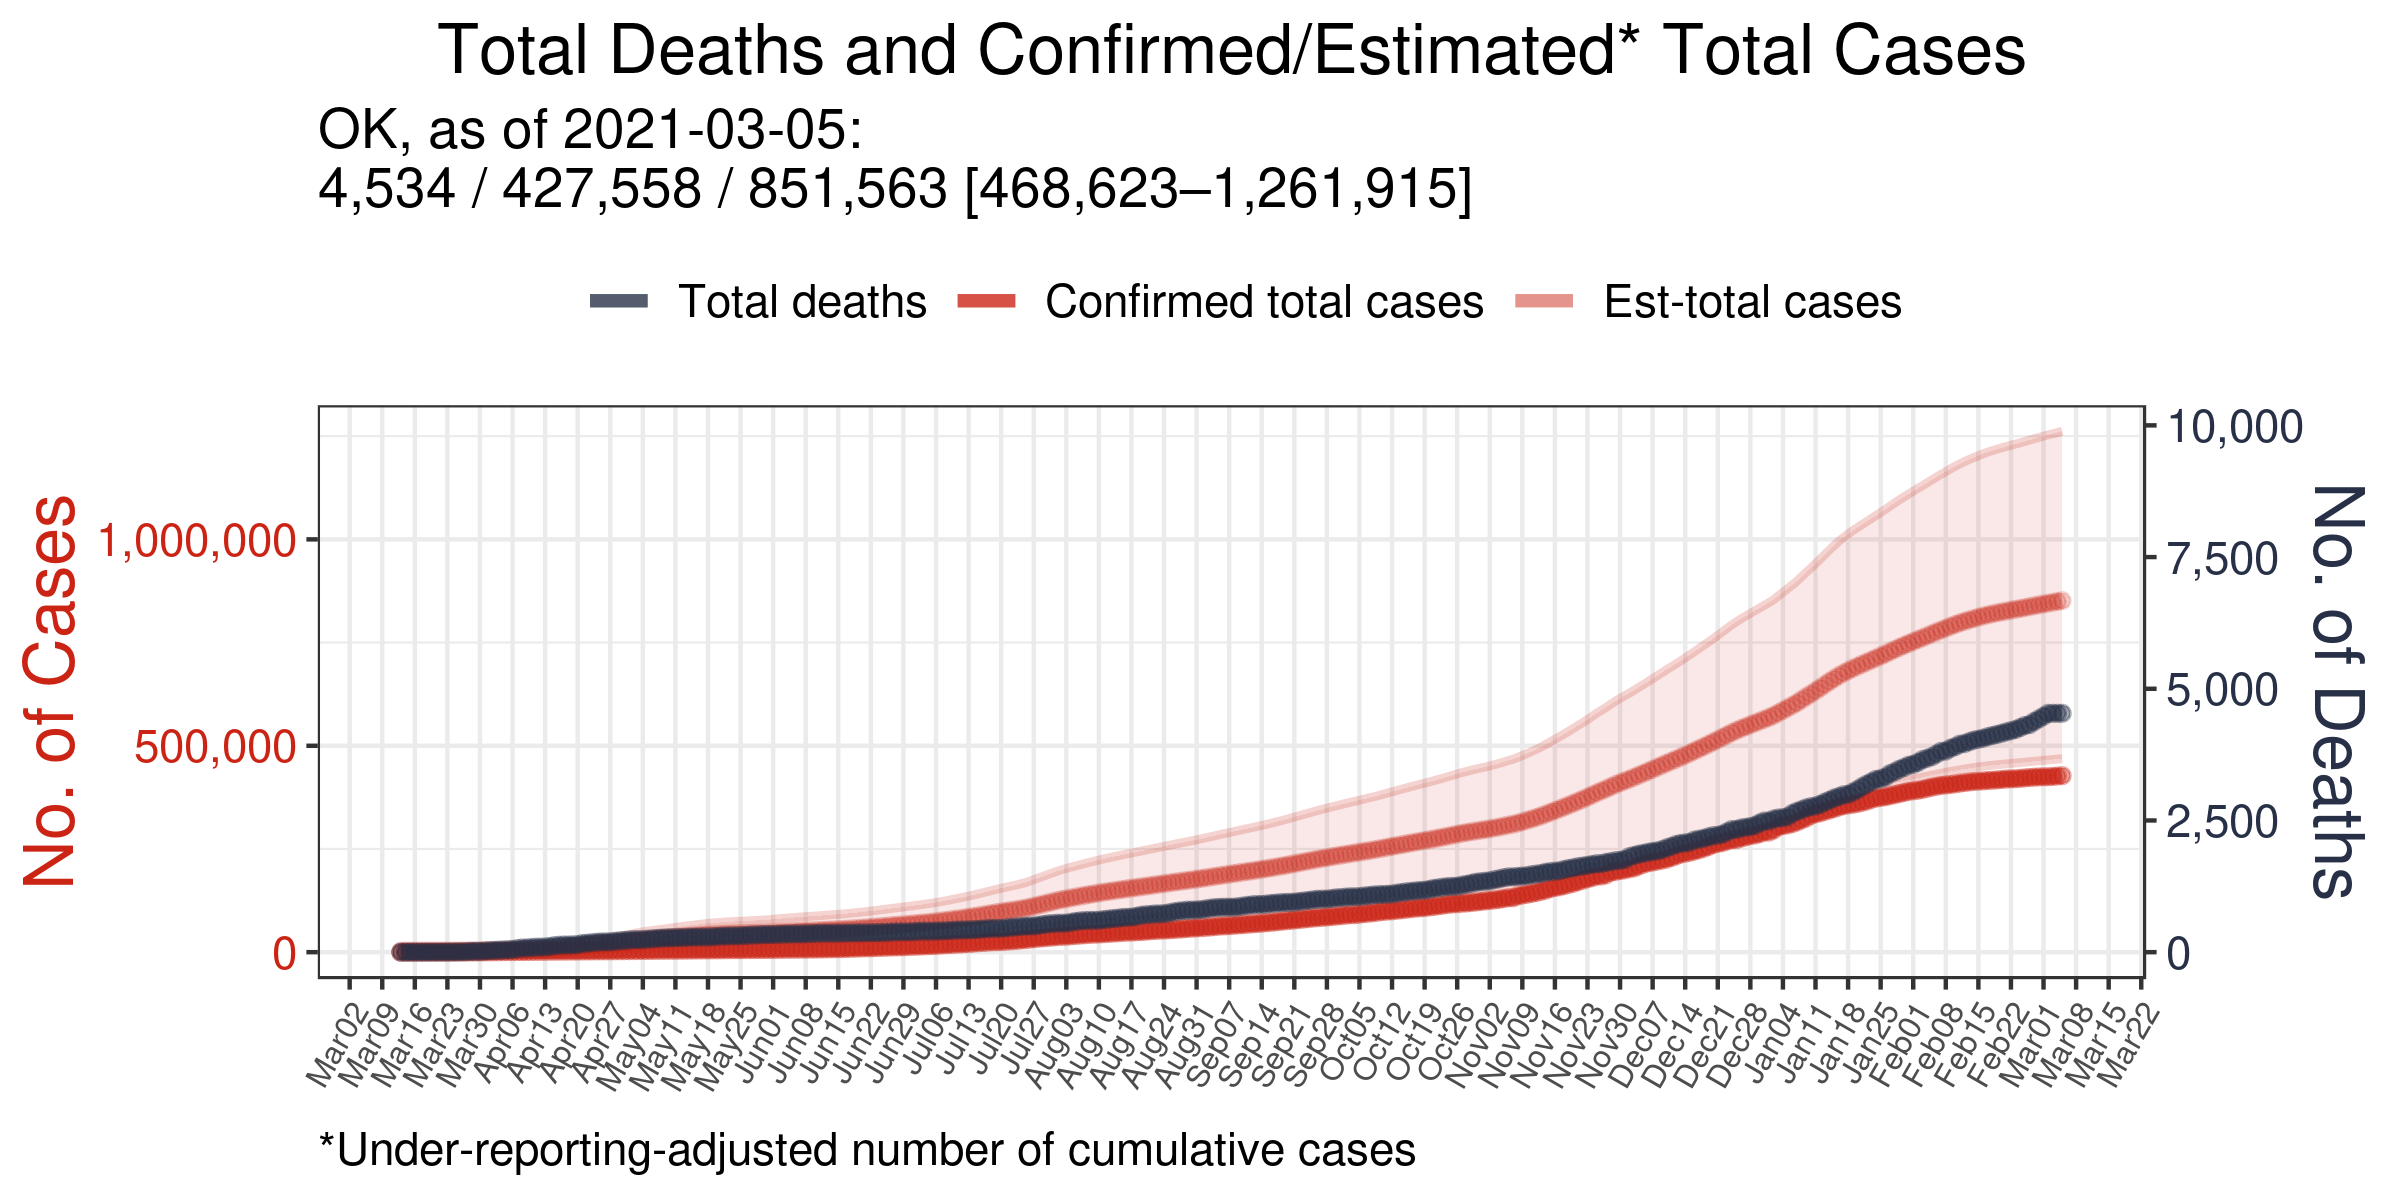 Total Deaths and Confirmed/Estimated* Total Cases
OK, as of 2021-03-05:
4,534 / 427,558 / 851,563 [468,623–1,261,915]
Total deaths
Confirmed total cases
Est-total cases
No. of Cases
1,000,000
500,000
0
10,000
7,500
5,000
2,500
0
No. of Deaths
Mar02
Mar09
Mar16
Mar23
Mar30
Apr06
Apr13
Apr20
Apr27
May04
May11
May18
May25
Jun01
Jun08
Jun15
Jun22
Jun29
Jul06
Jul13
Jul20
Jul27
Aug03
Aug10
Aug17
Aug24
Aug31
Sep07
Sep14
Sep21
Sep28
Oct05
Oct12
Oct19
Oct26
Nov02
Nov09
Nov16
Nov23
Nov30
Dec07
Dec14
Dec21
Dec28
Jan04
Jan11
Jan18
Jan25
Feb01
Feb08
Feb15
Feb22
Mar01
Mar08
Mar15
Mar22
*Under-reporting-adjusted number of cumulative cases